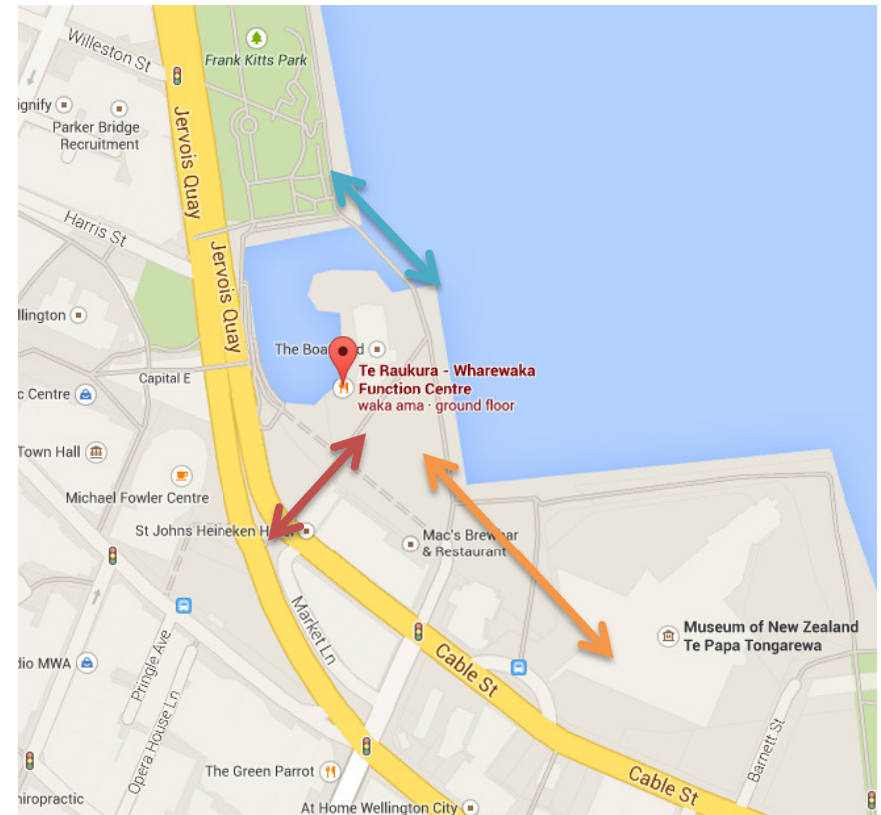 Willeston St
Frank Kitts Park
ignify
Parker Bridge
Recruitment
Jervois Quay
Harris St
Jervois Quay
llington
The Boa d
Te Raukura - Wharewaka
Function Centre
waka ama · ground floor
Capital E
c Centre
Town Hall
Michael Fowler Centre
St Johns Heineken H
Mac's Brewbar
& Restaurant
Museum of New Zealand
Te Papa Tongarewa
Market Ln
dio MWA
Pringle Ave
Cable St
Opera House Ln
Barnett St
The Green Parrot
Cable St
hiropractic
At Home Wellington City